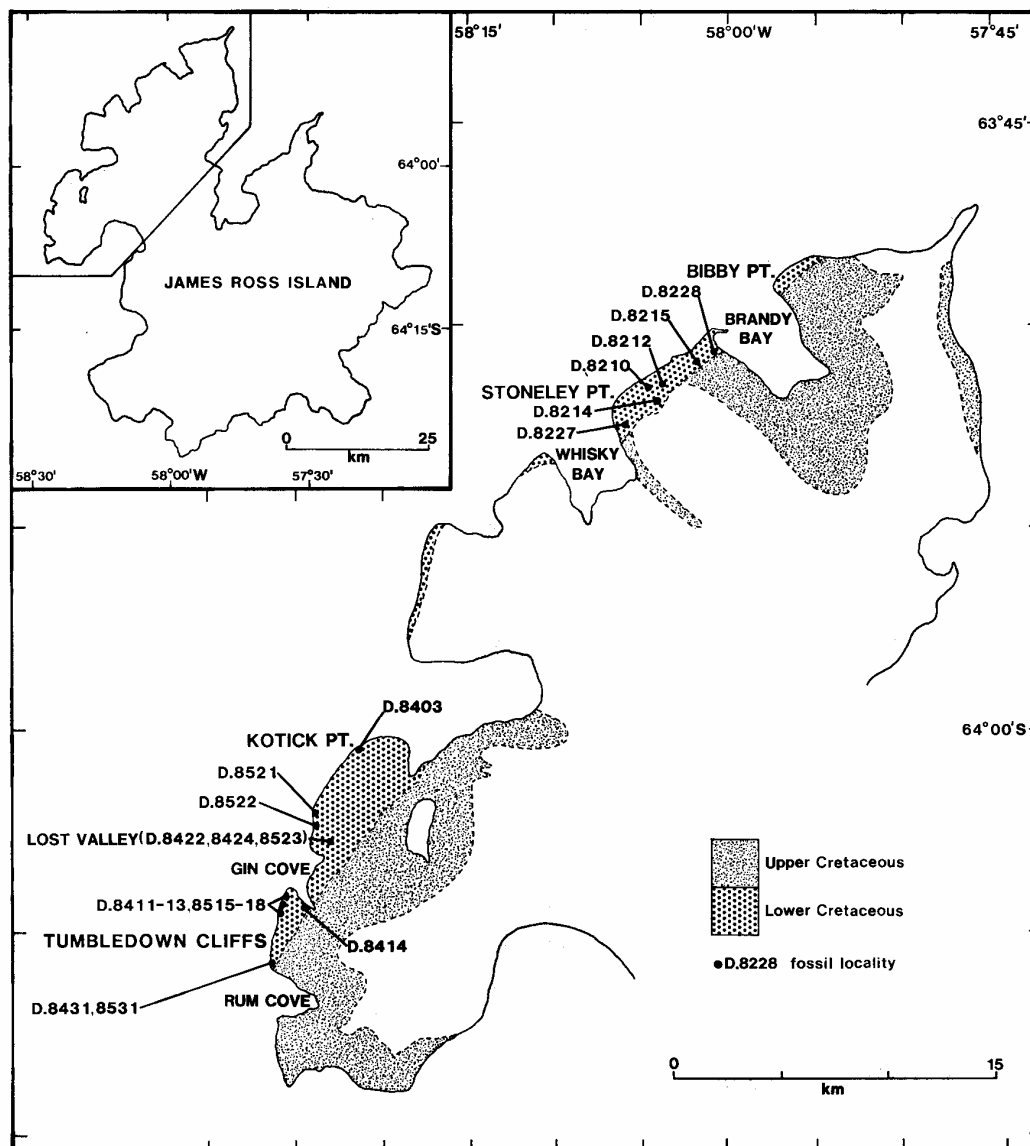 58°15'
58°00'W
57°45'
63°45'
64°00'
JAMES ROSS ISLAND
64°15'S
0 25
km
58°30'
58°00'W
57°30'
BIBBY PT.
D.8228
D.8215
BRANDY
BAY
D.8212
D.8210
STONELEY PT.
D.8214
D.8227
WHISKY
BAY
64°00'S
D.8403
KOTICK PT.
D.8521
D.8522
LOST VALLEY(D.8422,8424,8523)
GIN COVE
D.8411-13,8515-18
TUMBLEDOWN CLIFFS
D.8414
D.8431,8531
RUM COVE
Upper Cretaceous
Lower Cretaceous
•D.8228 fossil locality
0 15
km